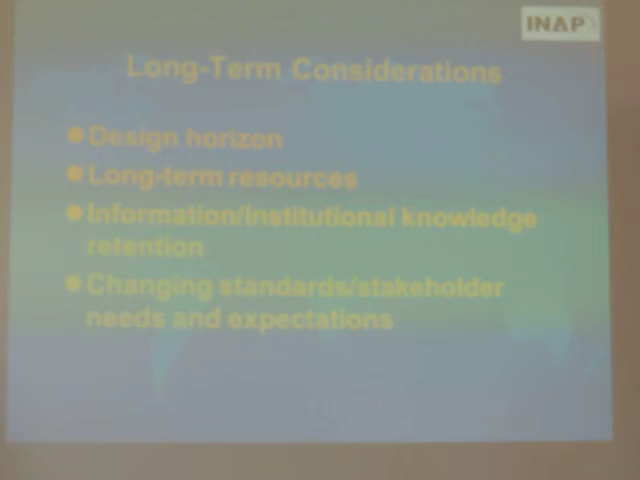 INAP
Long-Term Considerations
Design horizon
Long-term resources
Information/Institutional knowledge
retention
Changing standards/stakeholder
needs and expectations